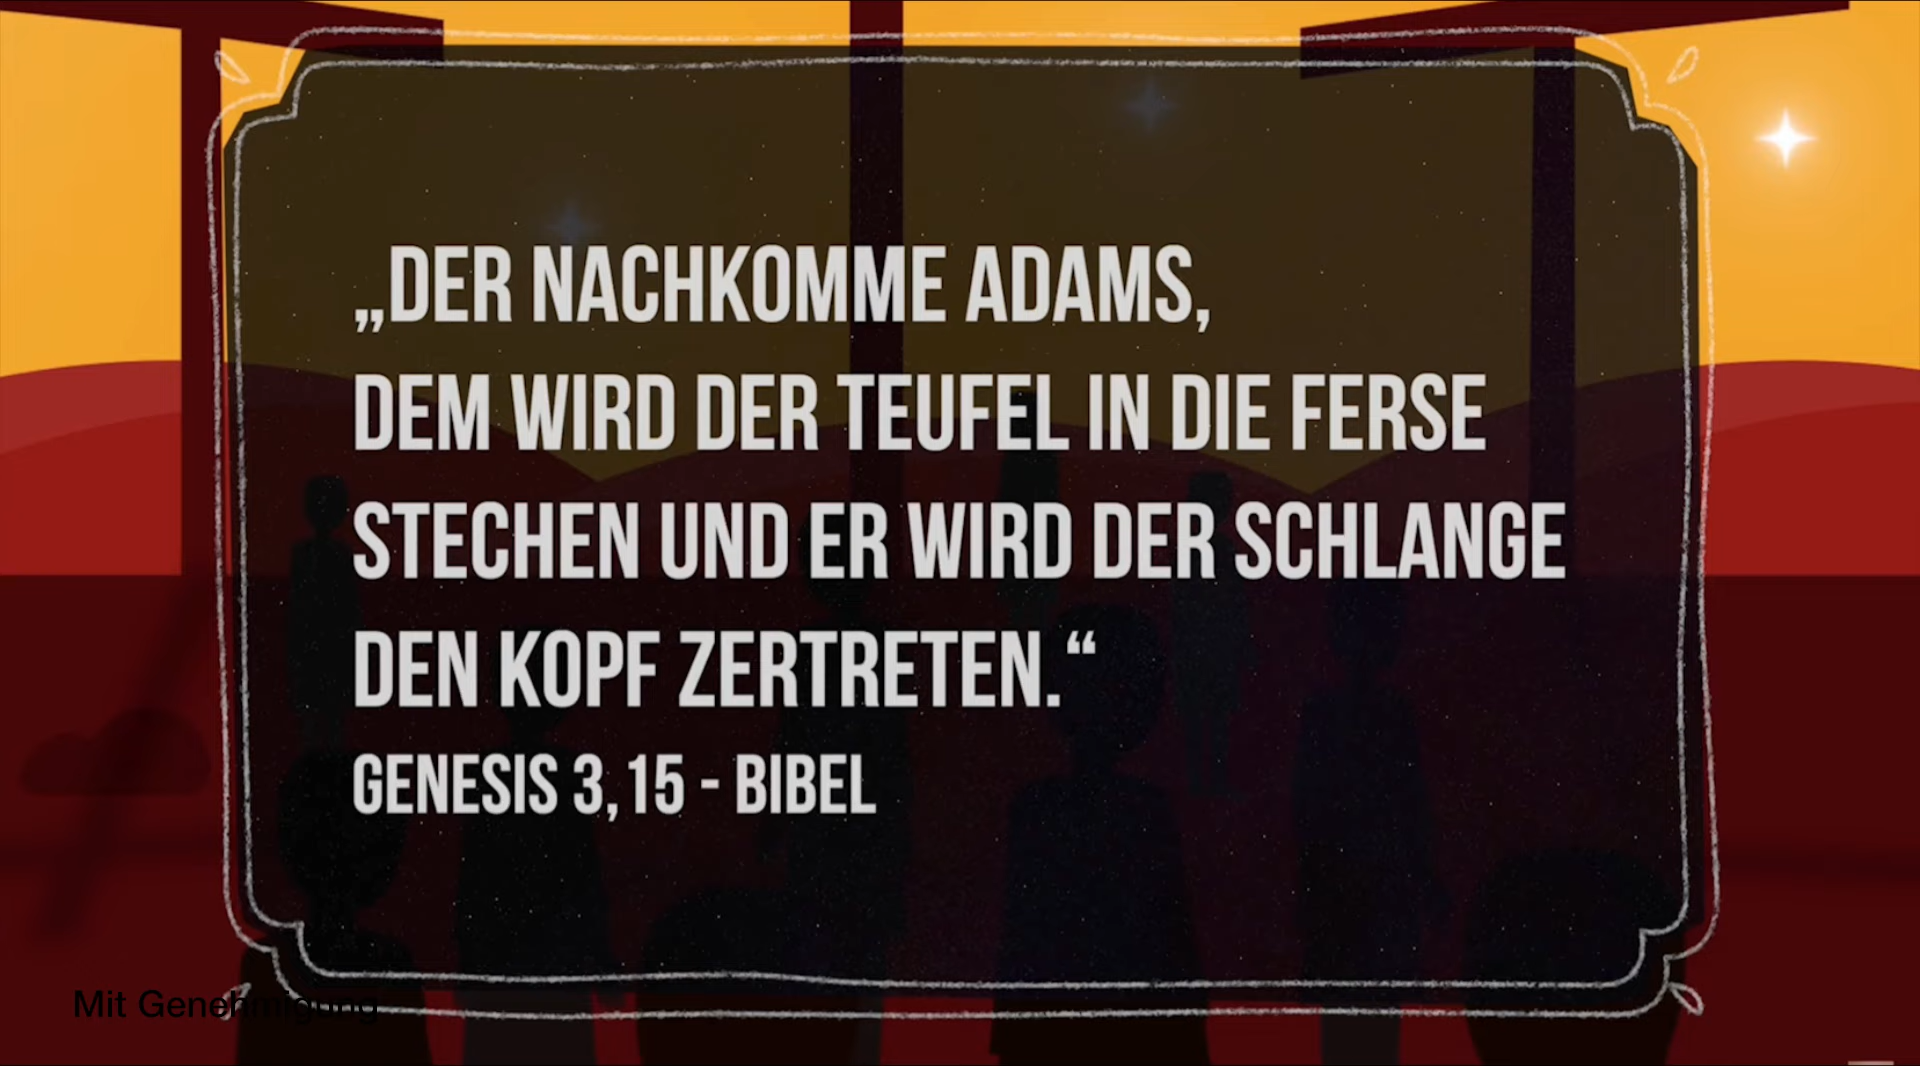 „DER NACHKOMME ADAMS,
DEM WIRD DER TEUFEL IN DIE FERSE
STECHEN UND ER WIRD DER SCHLANGE
DEN KOPF ZERTRETEN.“
GENESIS 3,15 - BIBEL
Mit Genehmigung